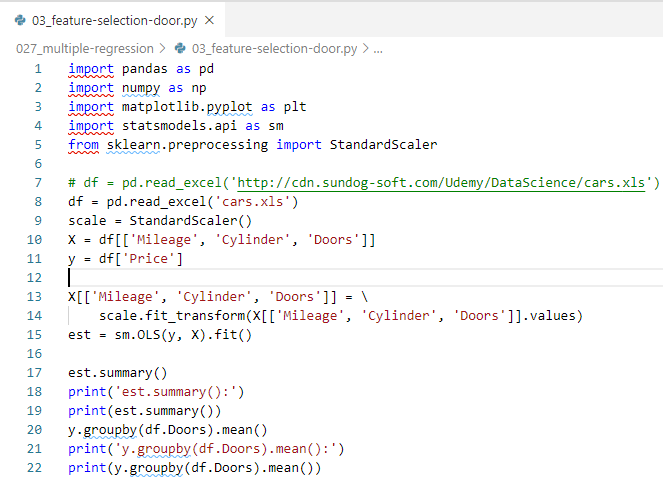 03_feature-selection-door.py ×
027_multiple-regression > 03_feature-selection-door.py > ...
1 import pandas as pd
2 import numpy as np
3 import matplotlib.pyplot as plt
4 import statsmodels.api as sm
5 from sklearn.preprocessing import StandardScaler
6
7 # df = pd.read_excel('http://cdn.sundog-soft.com/Udemy/DataScience/cars.xls')
8 df = pd.read_excel('cars.xls')
9 scale = StandardScaler()
10 X = df[['Mileage', 'Cylinder', 'Doors']]
11 y = df['Price']
12
13 X[['Mileage', 'Cylinder', 'Doors']] = \
14     scale.fit_transform(X[['Mileage', 'Cylinder', 'Doors']].values)
15 est = sm.OLS(y, X).fit()
16
17 est.summary()
18 print('est.summary():')
19 print(est.summary())
20 y.groupby(df.Doors).mean()
21 print('y.groupby(df.Doors).mean():')
22 print(y.groupby(df.Doors).mean())